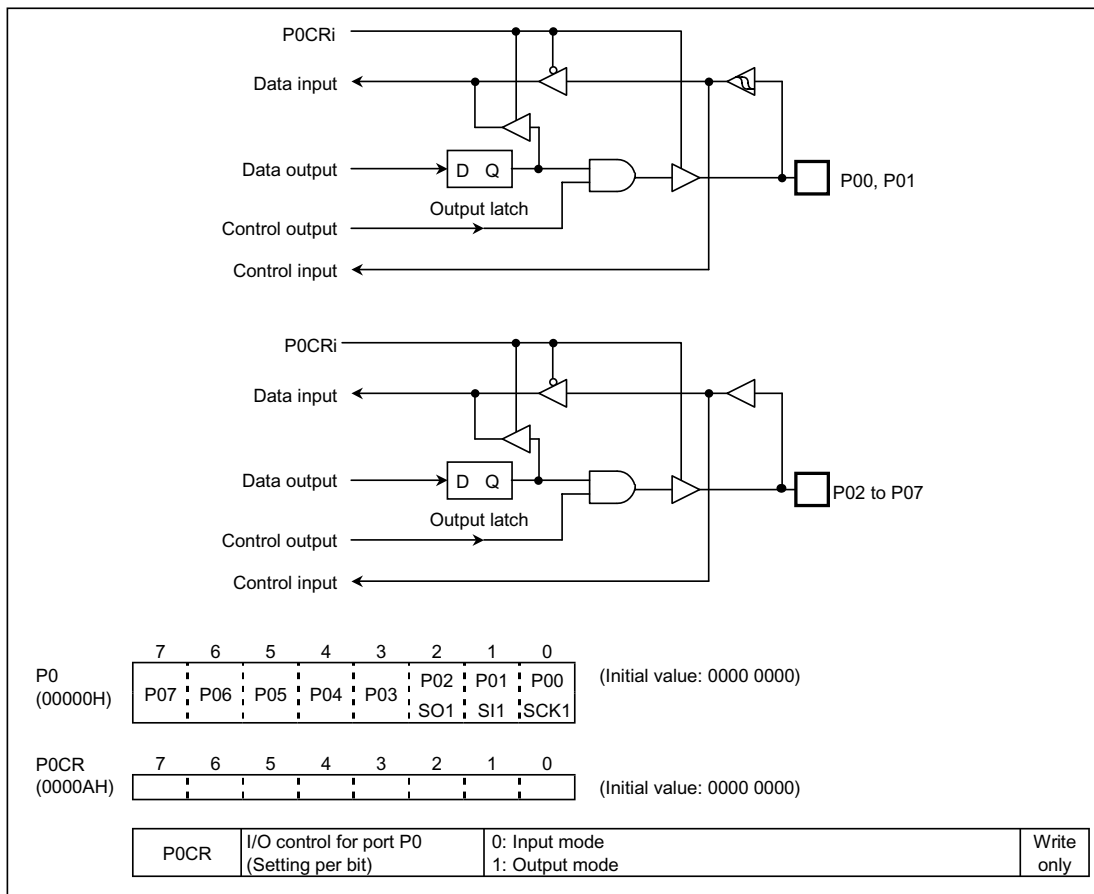 P0CRi
Data input
Data output
D Q
P00, P01
Output latch
Control output
Control input
P0CRi
Data input
Data output
D Q
P02 to P07
Output latch
Control output
Control input
7 6 5 4 3 2 1 0
P0
(00000H)
P07 P06 P05 P04 P03 P02 P01 P00
SO1 SI1 SCK1
(Initial value: 0000 0000)
P0CR
(0000AH)
7 6 5 4 3 2 1 0
(Initial value: 0000 0000)
P0CR
I/O control for port P0
(Setting per bit)
0: Input mode
1: Output mode
Write
only